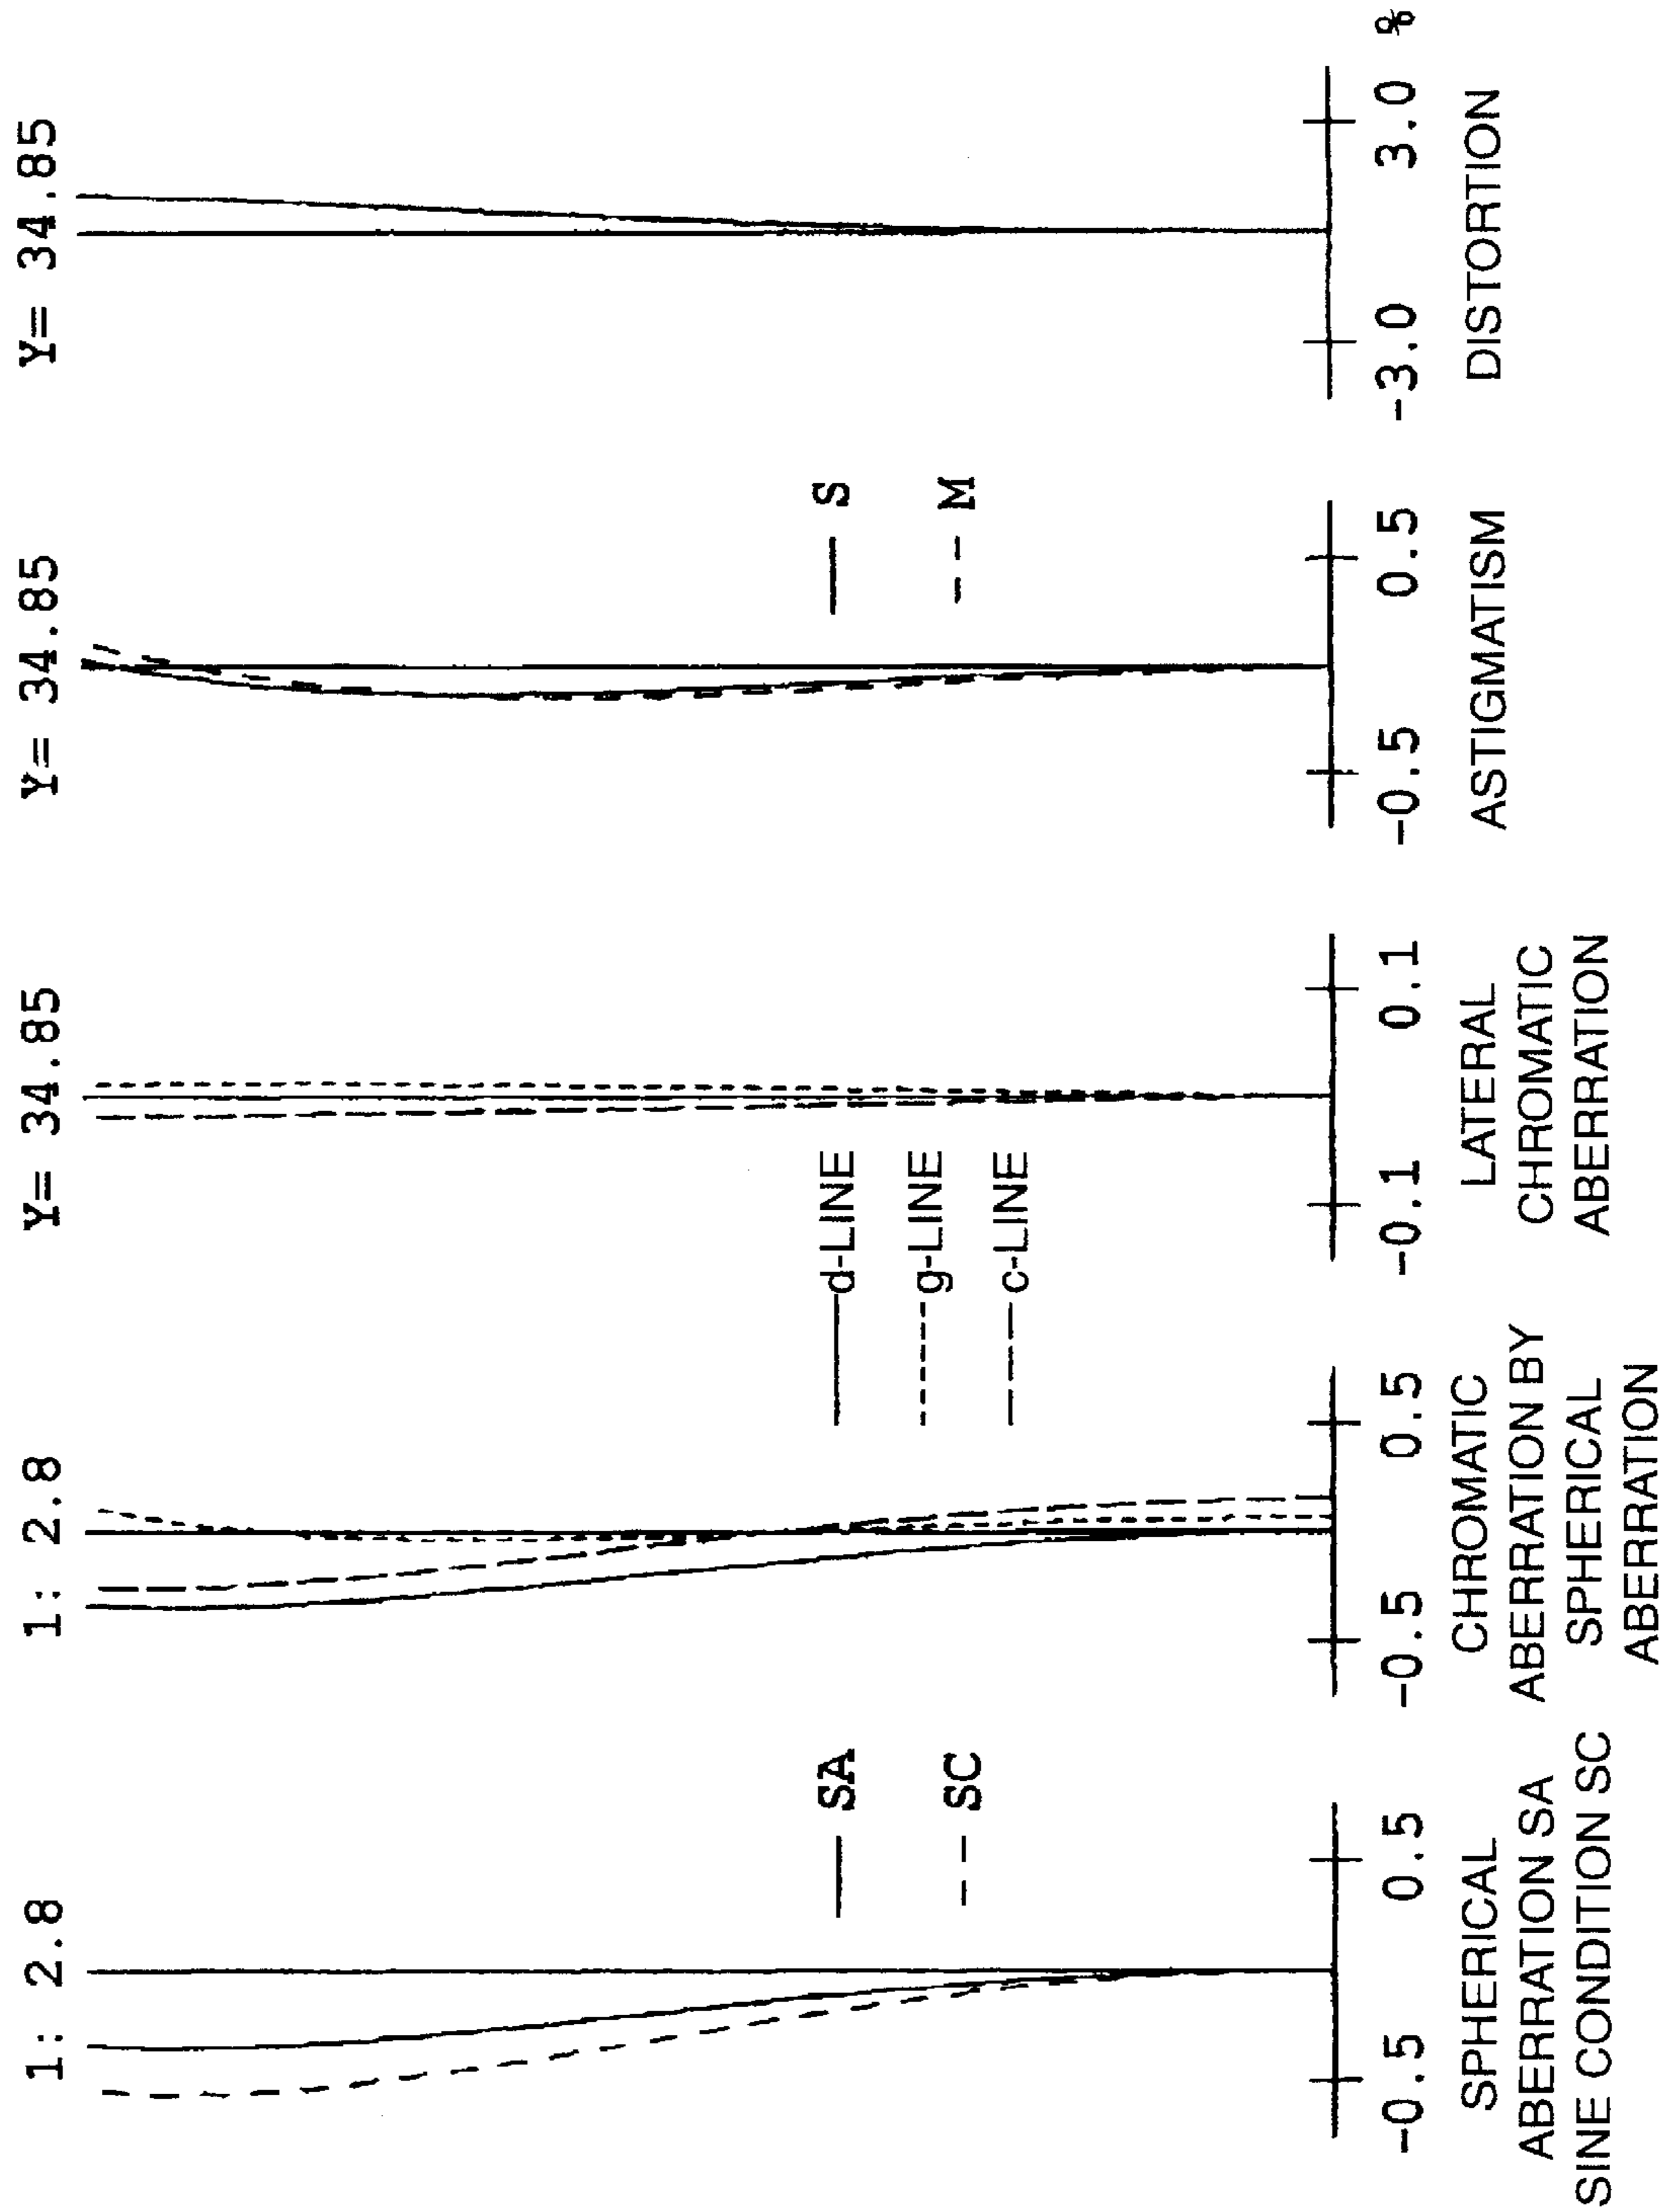 1: 2.8
SA
SC
-0.5 0.5
SPHERICAL
ABERRATION SA
SINE CONDITION SC
1: 2.8
d-LINE
g-LINE
c-LINE
-0.5 0.5
CHROMATIC
ABERRATION BY
SPHERICAL
ABERRATION
Y= 34.85
-0.1 0.1
LATERAL
CHROMATIC
ABERRATION
Y= 34.85
S
M
-0.5 0.5
ASTIGMATISM
Y= 34.85
-3.0 3.0 %
DISTORTION